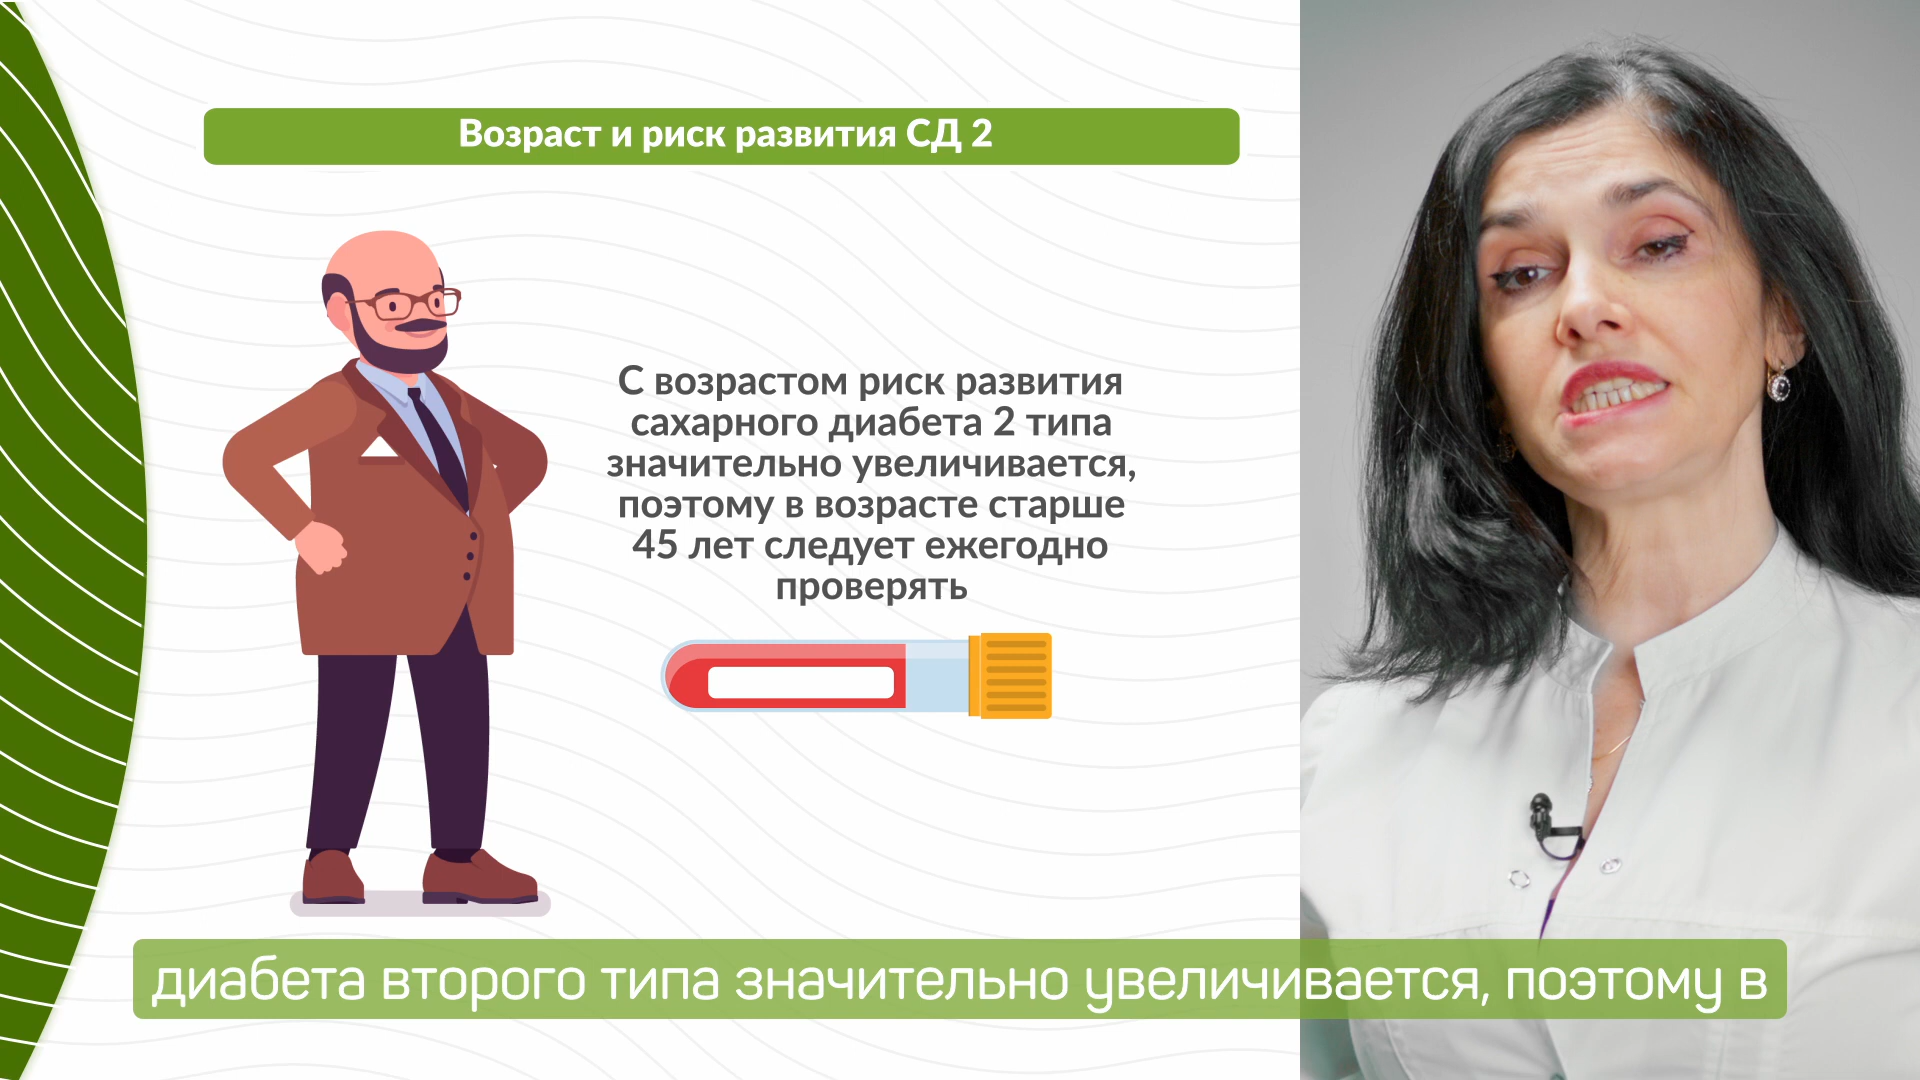 Возраст и риск развития СД 2
С возрастом риск развития
сахарного диабета 2 типа
значительно увеличивается,
поэтому в возрасте старше
45 лет следует ежегодно
проверять
диабета второго типа значительно увеличивается, поэтому в